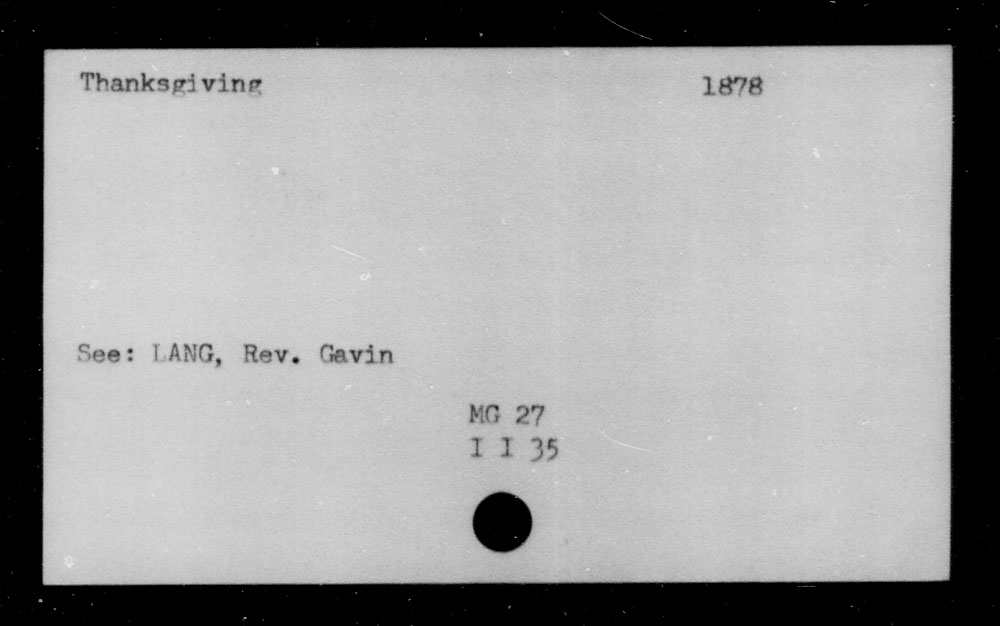 Thanksgiving 1878
See: LANG, Rev. Gavin
MG 27
I I 35